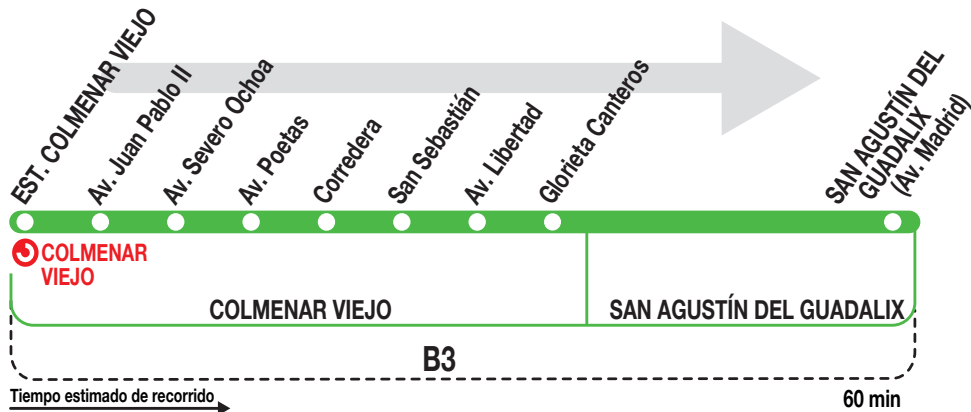 EST. COLMENAR VIEJO
Av. Juan Pablo II
Av. Severo Ochoa
Av. Poetas
Corredera
San Sebastián
Av. Libertad
Glorieta Canteros
SAN AGUSTÍN DEL
GUADALIX
(Av. Madrid)
COLMENAR
VIEJO
COLMENAR VIEJO
SAN AGUSTÍN DEL GUADALIX
B3
Tiempo estimado de recorrido
60 min